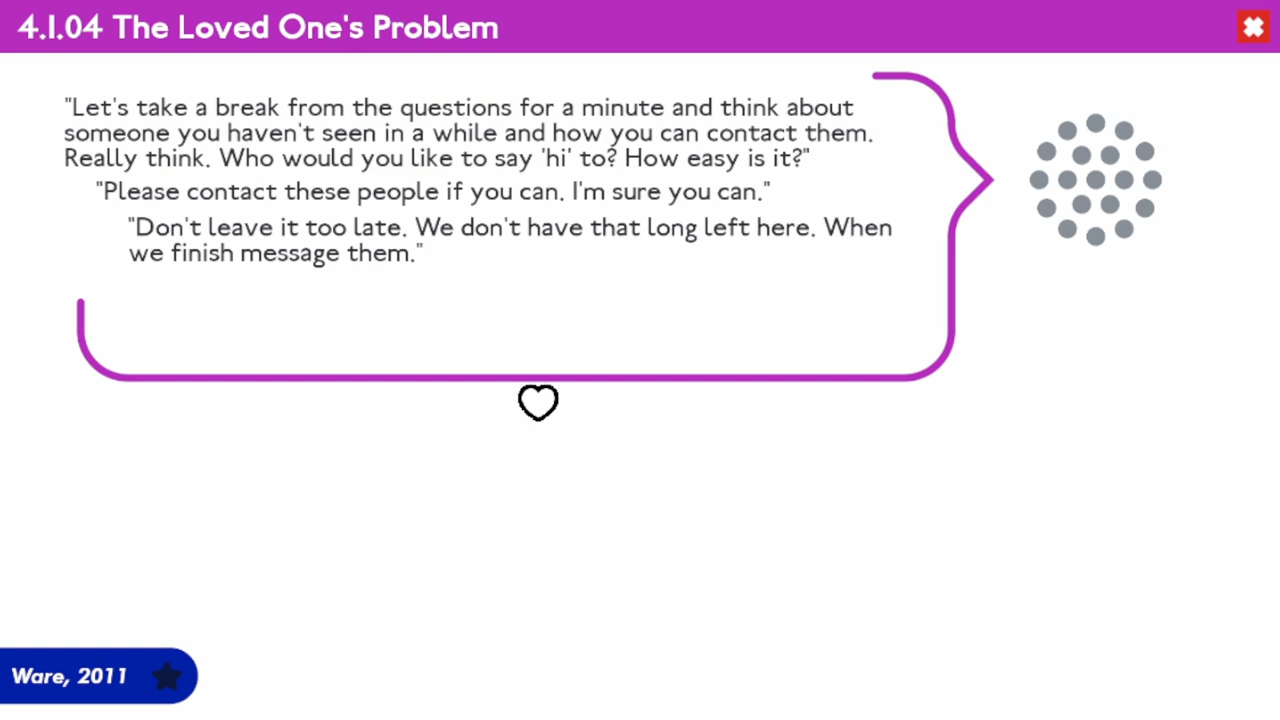 4.1.04 The Loved One's Problem
"Let's take a break from the questions for a minute and think about
someone you haven't seen in a while and how you can contact them.
Really think. Who would you like to say 'hi' to? How easy is it?"
"Please contact these people if you can. I'm sure you can."
"Don't leave it too late. We don't have that long left here. When
we finish message them."
Ware, 2011